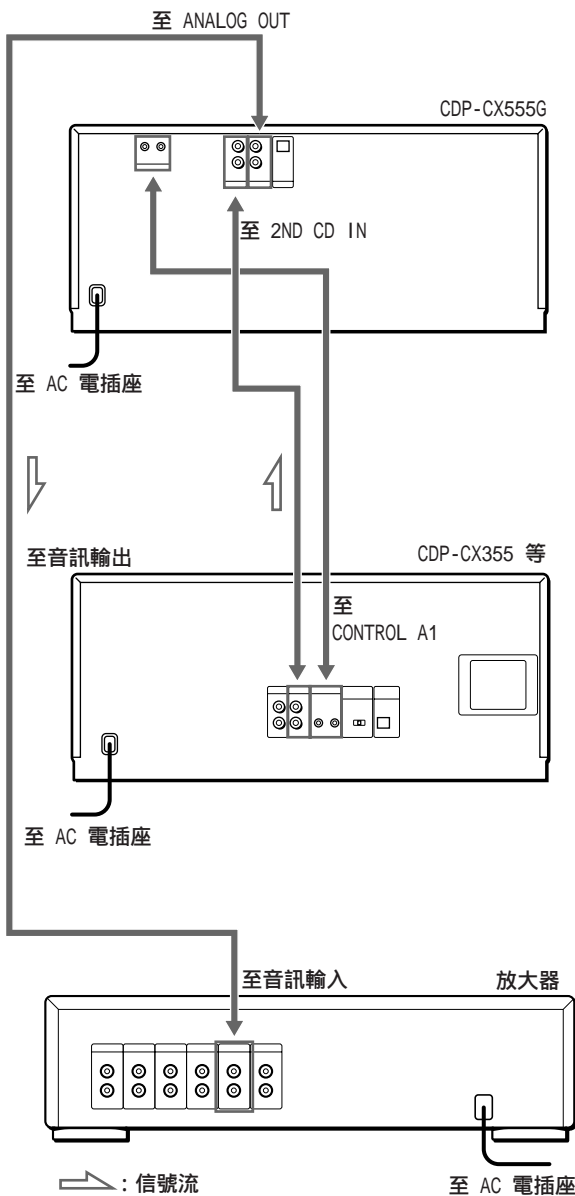 至 ANALOG OUT
CDP-CX555G
至 2ND CD IN
至 AC 電插座
至音訊輸出
CDP-CX355 等
至
CONTROL A1
至 AC 電插座
至音訊輸入
放大器
：信號流
至 AC 電插座